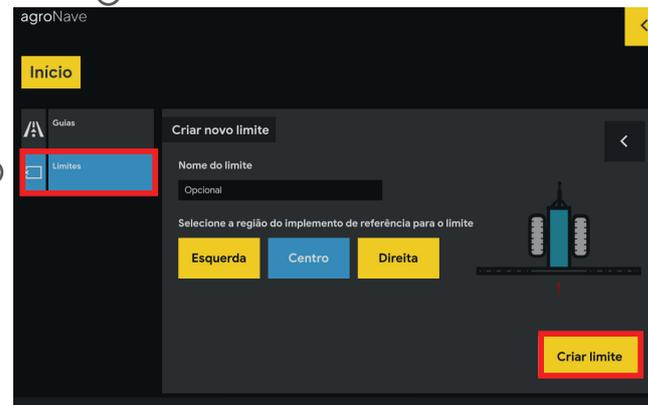 agroNave
Início
Guias
Limites
Criar novo limite
Nome do limite
Opcional
Selecione a região do implemento de referência para o limite
Esquerda
Centro
Direita
Criar limite